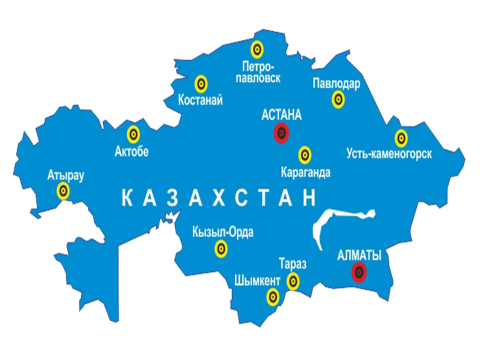 Петро-
павловск
Костанай
Павлодар
АСТАНА
Актобе
Усть-каменогорск
Караганда
Атырау
КАЗАХСТАН
Кызыл-Орда
АЛМАТЫ
Тараз
Шымкент